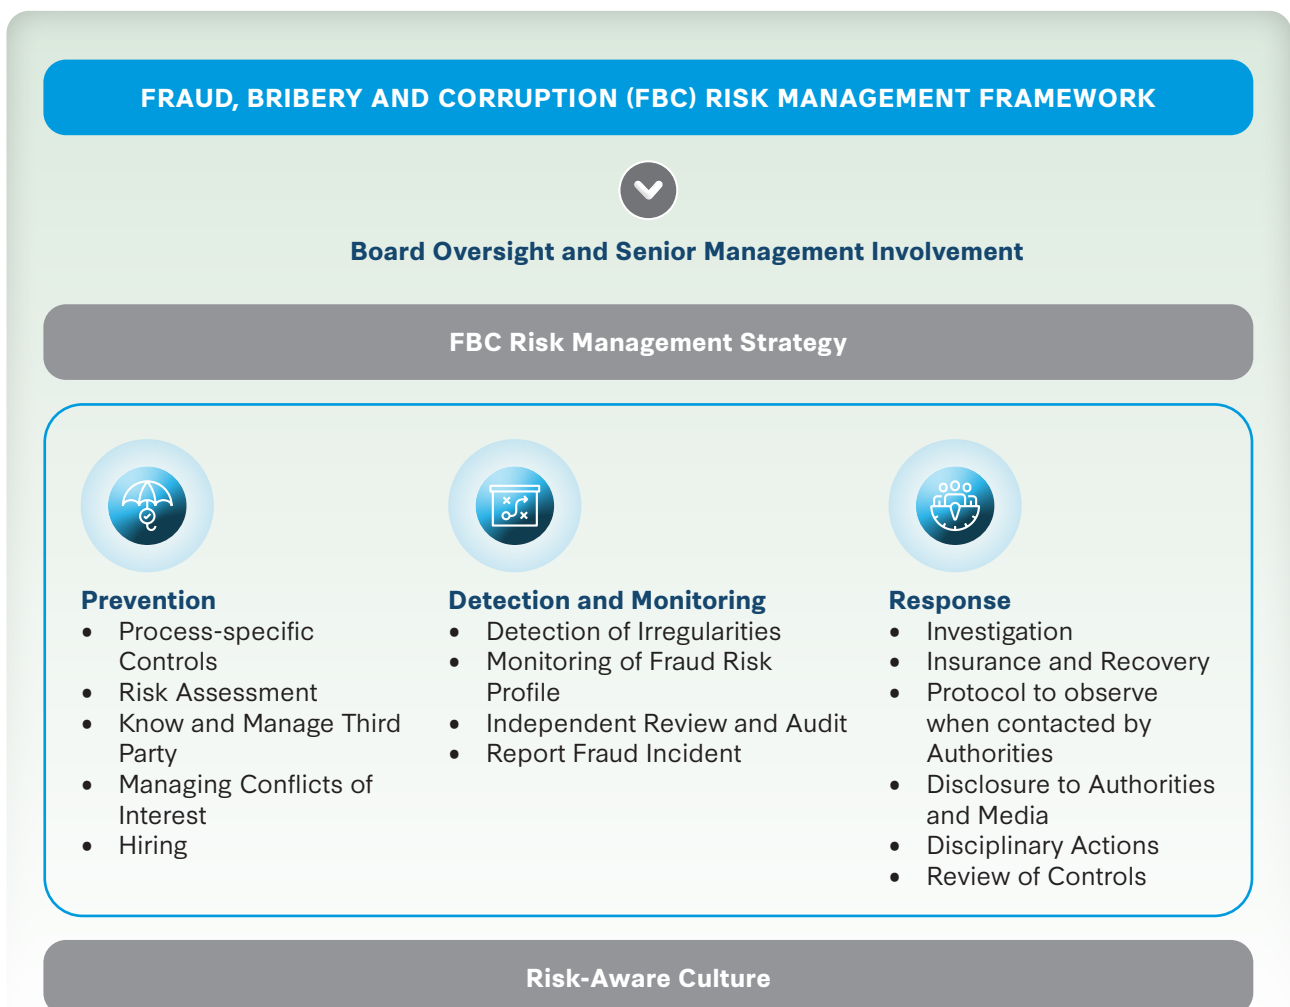 FRAUD, BRIBERY AND CORRUPTION (FBC) RISK MANAGEMENT FRAMEWORK
Board Oversight and Senior Management Involvement
FBC Risk Management Strategy
Prevention
• Process-specific
Controls
• Risk Assessment
• Know and Manage Third
Party
• Managing Conflicts of
Interest
• Hiring
Detection and Monitoring
• Detection of Irregularities
• Monitoring of Fraud Risk
Profile
• Independent Review and Audit
• Report Fraud Incident
Response
• Investigation
• Insurance and Recovery
• Protocol to observe
when contacted by
Authorities
• Disclosure to Authorities
and Media
• Disciplinary Actions
• Review of Controls
Risk-Aware Culture